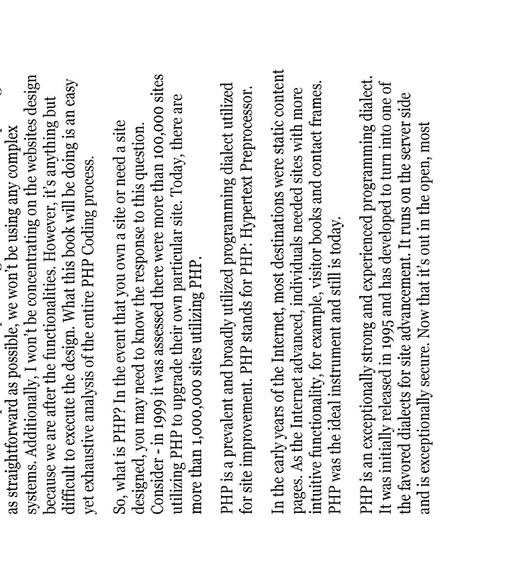 as straightforward as possible, we won't be using any complex
systems. Additionally, I won't be concentrating on the websites design
because we are after the functionalities. However, it's anything but
difficult to execute the design. What this book will be doing is an easy
yet exhaustive analysis of the entire PHP Coding process.
So, what is PHP? In the event that you own a site or need a site
designed, you may need to know the response to this question.
Consider - in 1999 it was assessed there were more than 100,000 sites
utilizing PHP to upgrade their own particular site. Today, there are
more than 1,000,000 sites utilizing PHP.
PHP is a prevalent and broadly utilized programming dialect utilized
for site improvement. PHP stands for PHP: Hypertext Preprocessor.
In the early years of the Internet, most destinations were static content
pages. As the Internet advanced, individuals needed sites with more
intuitive functionality, for example, visitor books and contact frames.
PHP was the ideal instrument and still is today.
PHP is an exceptionally strong and experienced programming dialect.
It was initially released in 1995 and has developed to turn into one of
the favored dialects for site advancement. It runs on the server side
and is exceptionally secure. Now that it's out in the open, most